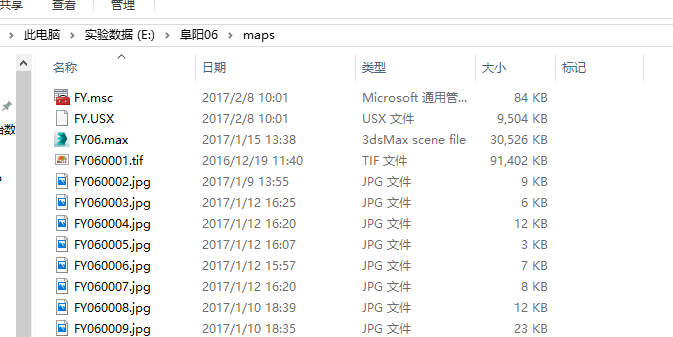 共享 查看 管理
此电脑 > 实验数据 (E:) > 阜阳06 > maps
名称 日期 类型 大小 标记
FY.msc 2017/2/8 10:01 Microsoft 通用管... 84 KB
FY.USX 2017/2/8 10:01 USX 文件 9,504 KB
FY06.max 2017/1/15 13:38 3dsMax scene file 30,526 KB
FY060001.tif 2016/12/19 11:40 TIF 文件 91,402 KB
FY060002.jpg 2017/1/9 13:55 JPG 文件 9 KB
FY060003.jpg 2017/1/12 16:25 JPG 文件 6 KB
FY060004.jpg 2017/1/12 16:20 JPG 文件 12 KB
FY060005.jpg 2017/1/12 16:07 JPG 文件 3 KB
FY060006.jpg 2017/1/12 15:57 JPG 文件 7 KB
FY060007.jpg 2017/1/12 16:20 JPG 文件 8 KB
FY060008.jpg 2017/1/10 18:39 JPG 文件 12 KB
FY060009.jpg 2017/1/10 18:35 JPG 文件 23 KB